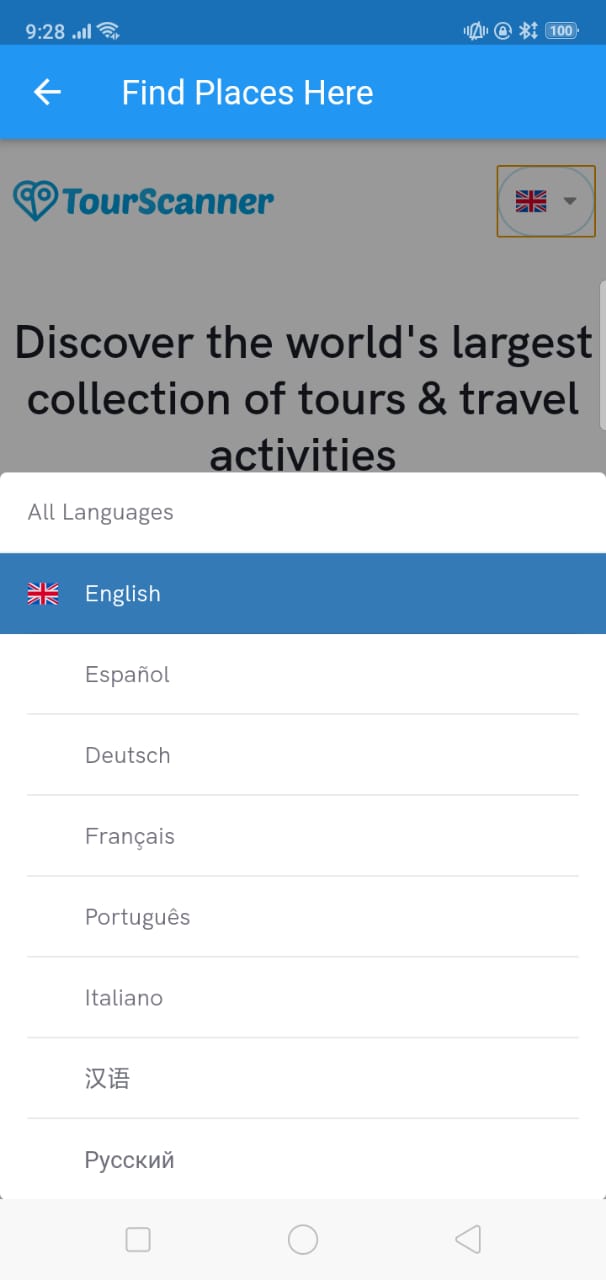 9:28
100
Find Places Here
TourScanner
Discover the world's largest
collection of tours & travel
activities
All Languages
English
Español
Deutsch
Français
Português
Italiano
汉语
Русский